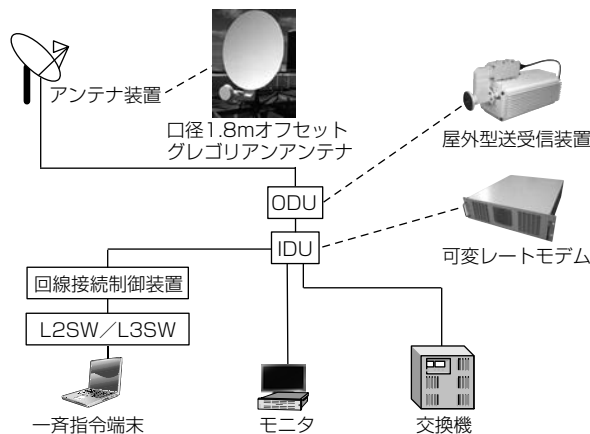 アンテナ装置
口径1.8mオフセット
グレゴリアンアンテナ
屋外型送受信装置
ODU
IDU
可変レートモデム
回線接続制御装置
L2SW／L3SW
一斉指令端末
モニタ
交換機